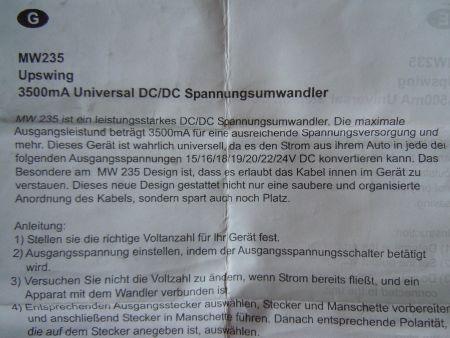 G
MW235
Upswing
3500mA Universal DC/DC Spannungsumwandler
MW 235 ist ein leistungsstarkes DC/DC Spannungsumwandler. Die maximale
Ausgangsleistund beträgt 3500mA für eine ausreichende Spannungsversorgung und
mehr. Dieses Gerät ist wahrlich universell, da es den Strom aus ihrem Auto in jede der
folgenden Ausgangsspannungen 15/16/18/19/20/22/24V DC konvertieren kann. Das
Besondere am MW 235 Design ist, dass es erlaubt das Kabel innen im Gerät zu
verstauen. Dieses neue Design gestattet nicht nur eine saubere und organisierte
Anordnung des Kabels, sondern spart auch noch Platz.
Anleitung:
1) Stellen sie die richtige Voltanzahl für Ihr Gerät fest.
2) Ausgangsspannung einstellen, indem der Ausgangsspannungsschalter betätigt
wird.
3) Versuchen Sie nicht die Voltzahl zu ändern, wenn Strom bereits fließt, und ein
Apparat mit dem Wandler verbunden ist.
4) Entsprechenden Ausgangsstecker auswählen, Stecker und Manschette vorbereiten
und anschließend Stecker in Manschette führen. Danach entsprechende Polarität,
die auf dem Stecker anegeben ist, auswählen.